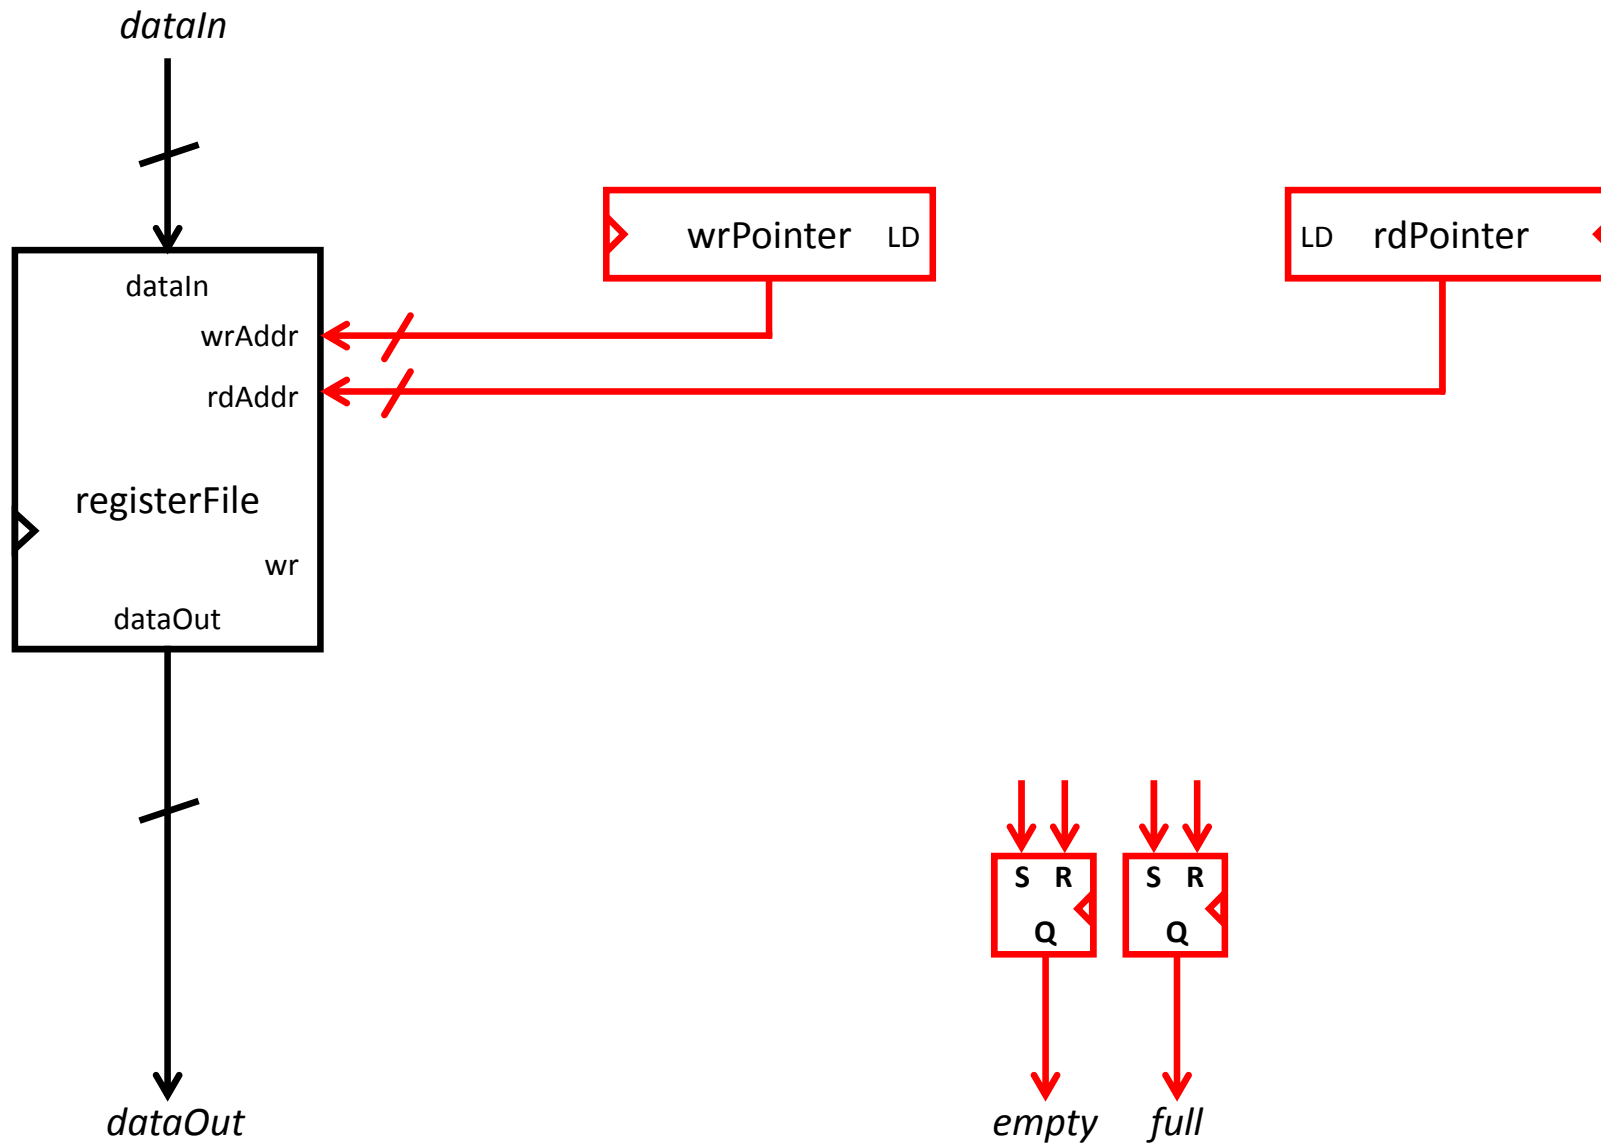 dataIn
wrPointer LD
LD rdPointer
dataIn
wrAddr
rdAddr
registerFile
wr
dataOut
S R
Q
S R
Q
dataOut
empty
full